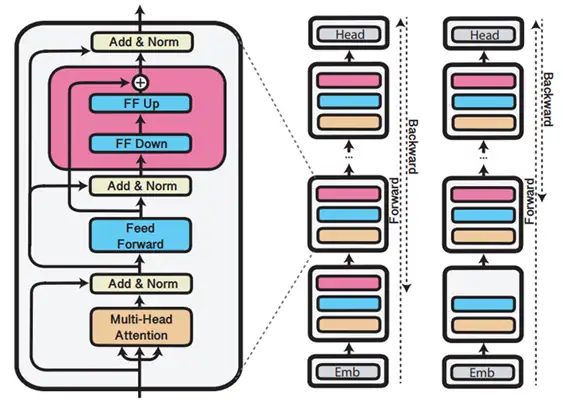 Add & Norm
FF Up
FF Down
Add & Norm
Feed
Forward
Add & Norm
Multi-Head
Attention
Head
...
Backward
Forward
Emb
Head
...
Backward
Forward
Emb